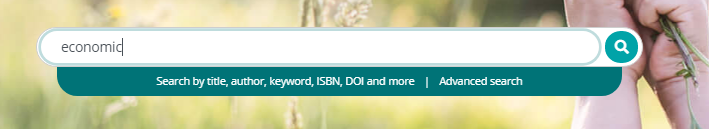 economic
Search by title, author, keyword, ISBN, DOI and more | Advanced search